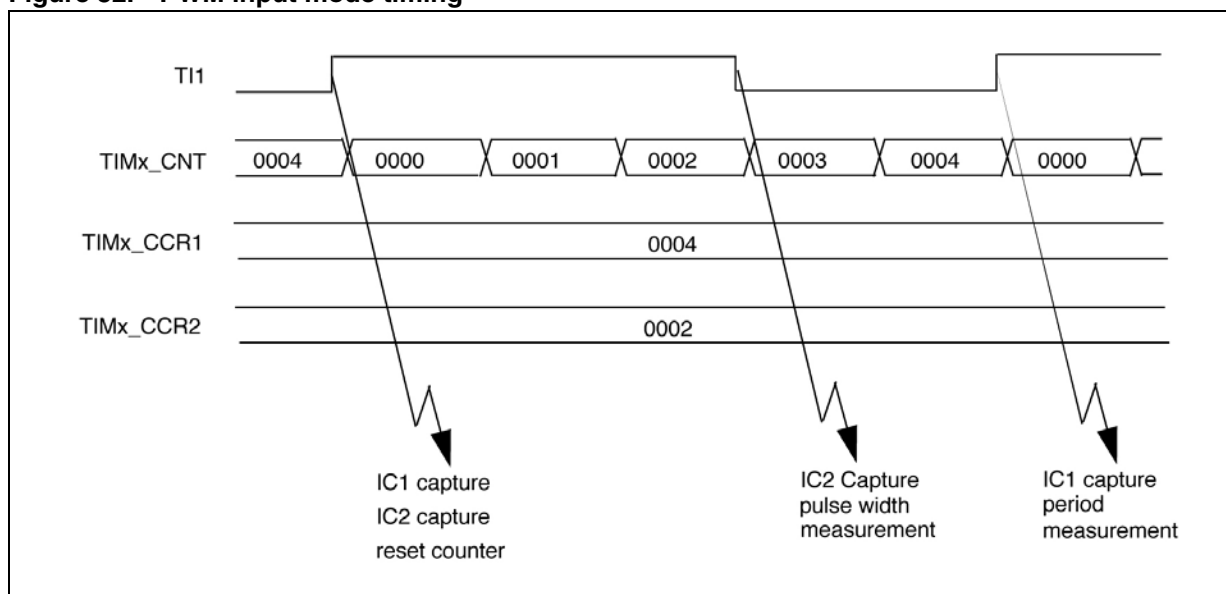 Figure 82. PWM input mode timing
TI1
TIMx_CNT 0004 0000 0001 0002 0003 0004 0000
TIMx_CCR1 0004
TIMx_CCR2 0002
IC1 capture
IC2 capture
reset counter
IC2 Capture
pulse width
measurement
IC1 capture
period
measurement